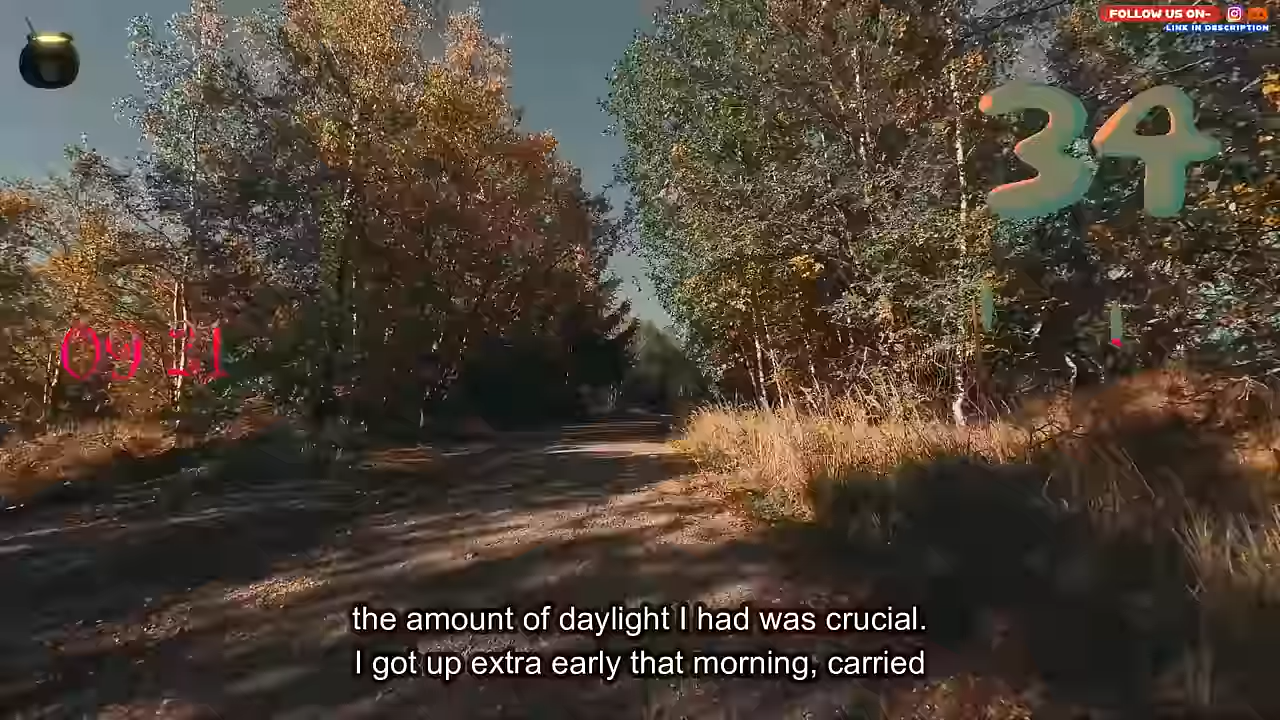 FOLLOW US ON-
LINK IN DESCRIPTION
34
09 21
the amount of daylight I had was crucial.
I got up extra early that morning, carried